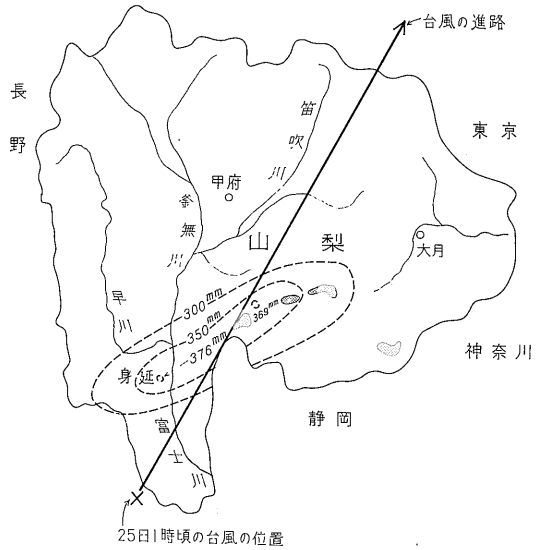 台風の進路
長野
東京
笛吹川
甲府
釜無川
山梨
大月
早川
300mm
350mm
376mm
369mm
身延
神奈川
静岡
富士川
25日1時頃の台風の位置